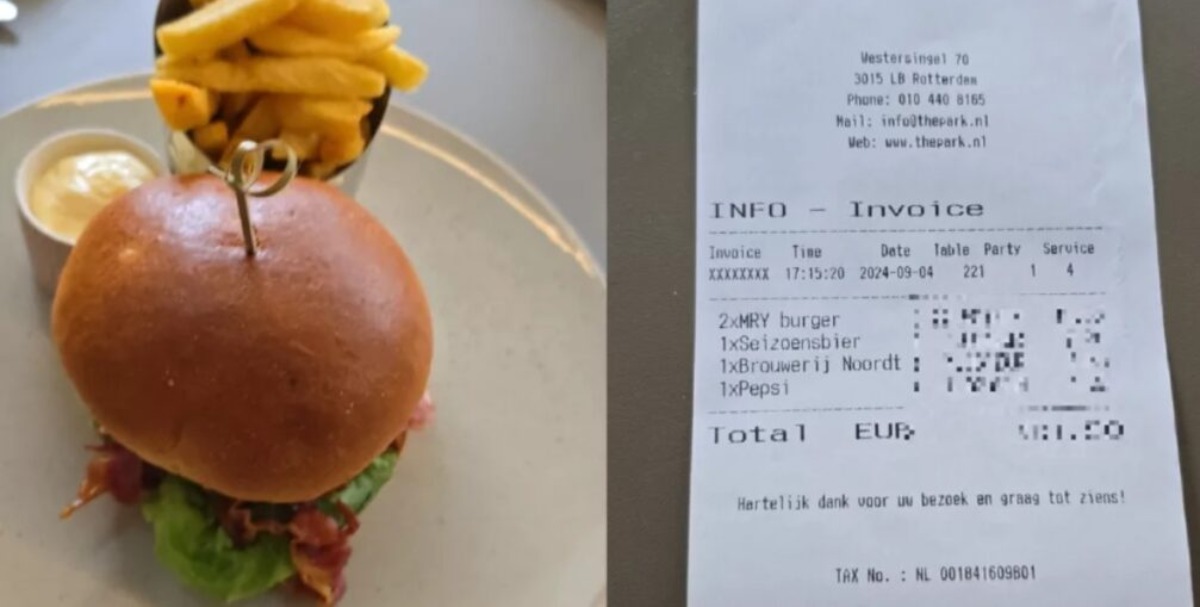 Westersingel 70
3015 LB Rotterdam
Phone: 010 440 8165
Mail: info@thepark.nl
Web: www.thepark.nl
INFO - Invoice
Invoice Time Date Table Party Service
XXXXXXXX 17:15:20 2024-09-04 221 1 4
2xMRY burger
1xSeizoensbier
1xBrouwerij Noordt
1xPepsi
Total EUR
Hartelijk dank voor uw bezoek en graag tot ziens!
TAX No. : NL 001841609B01